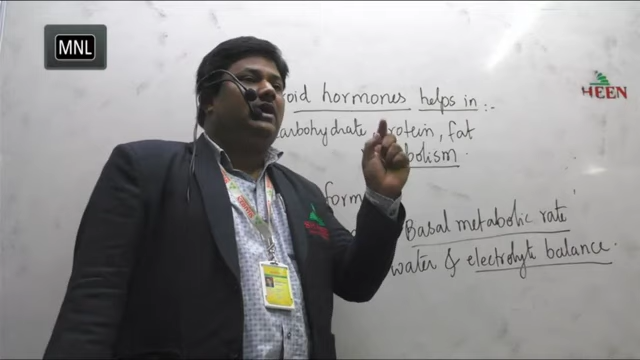 MNL
HEEN
oid hormones helps in :-
arbohydrate, protein, fat
bolism.
form
Basal metabolic rate
water & electrolyte balance.